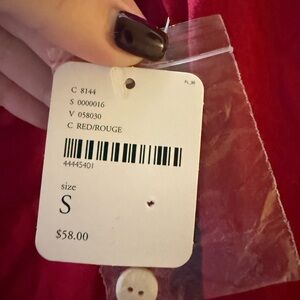 C 8144
S 0000016
V 058030
C RED/ROUGE
44445401
size
S
$58.00